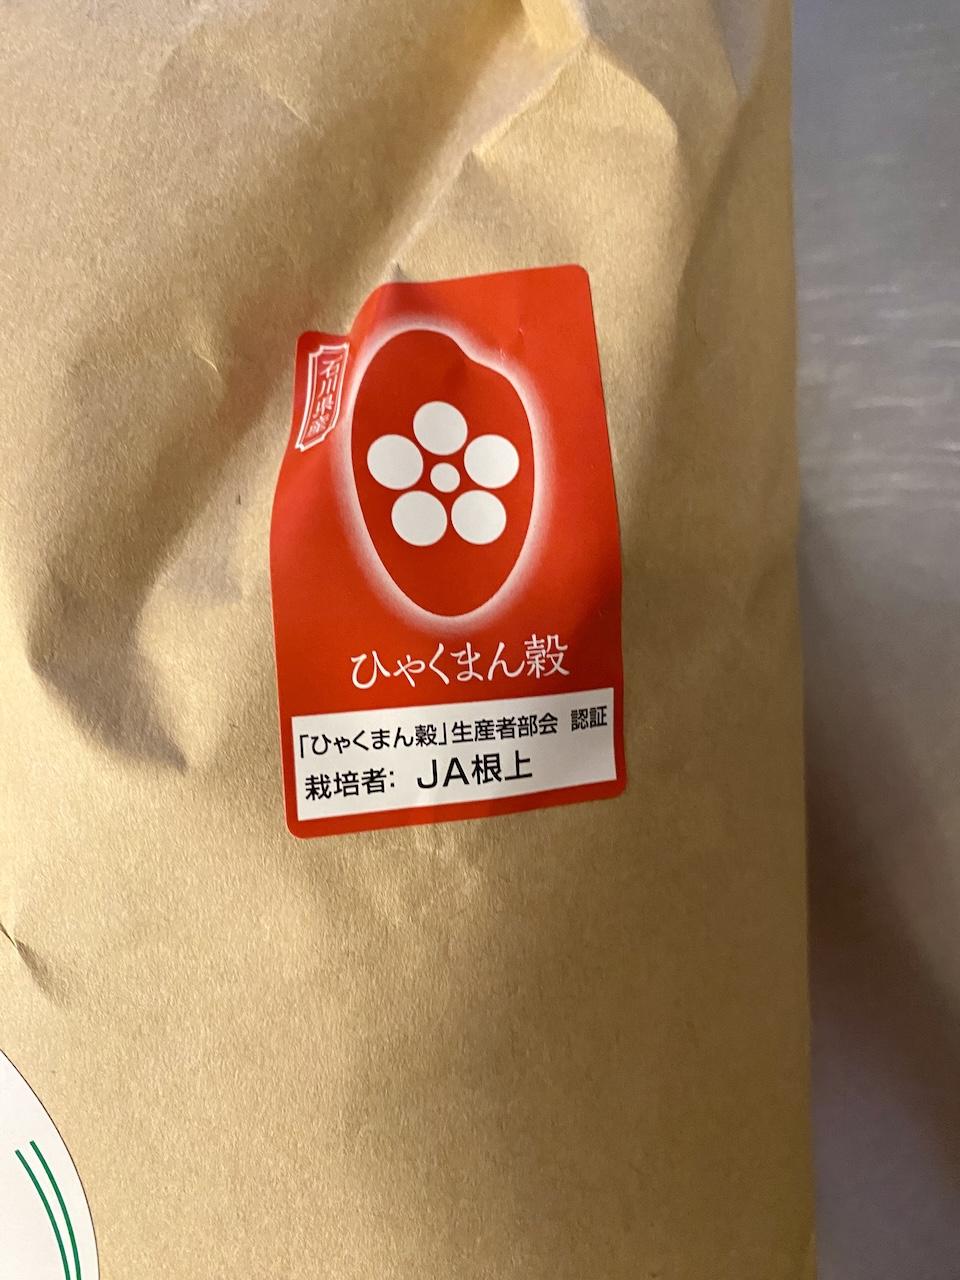 石川県産
ひゃくまん穀
「ひゃくまん穀」生産者部会 認証
栽培者: JA根上